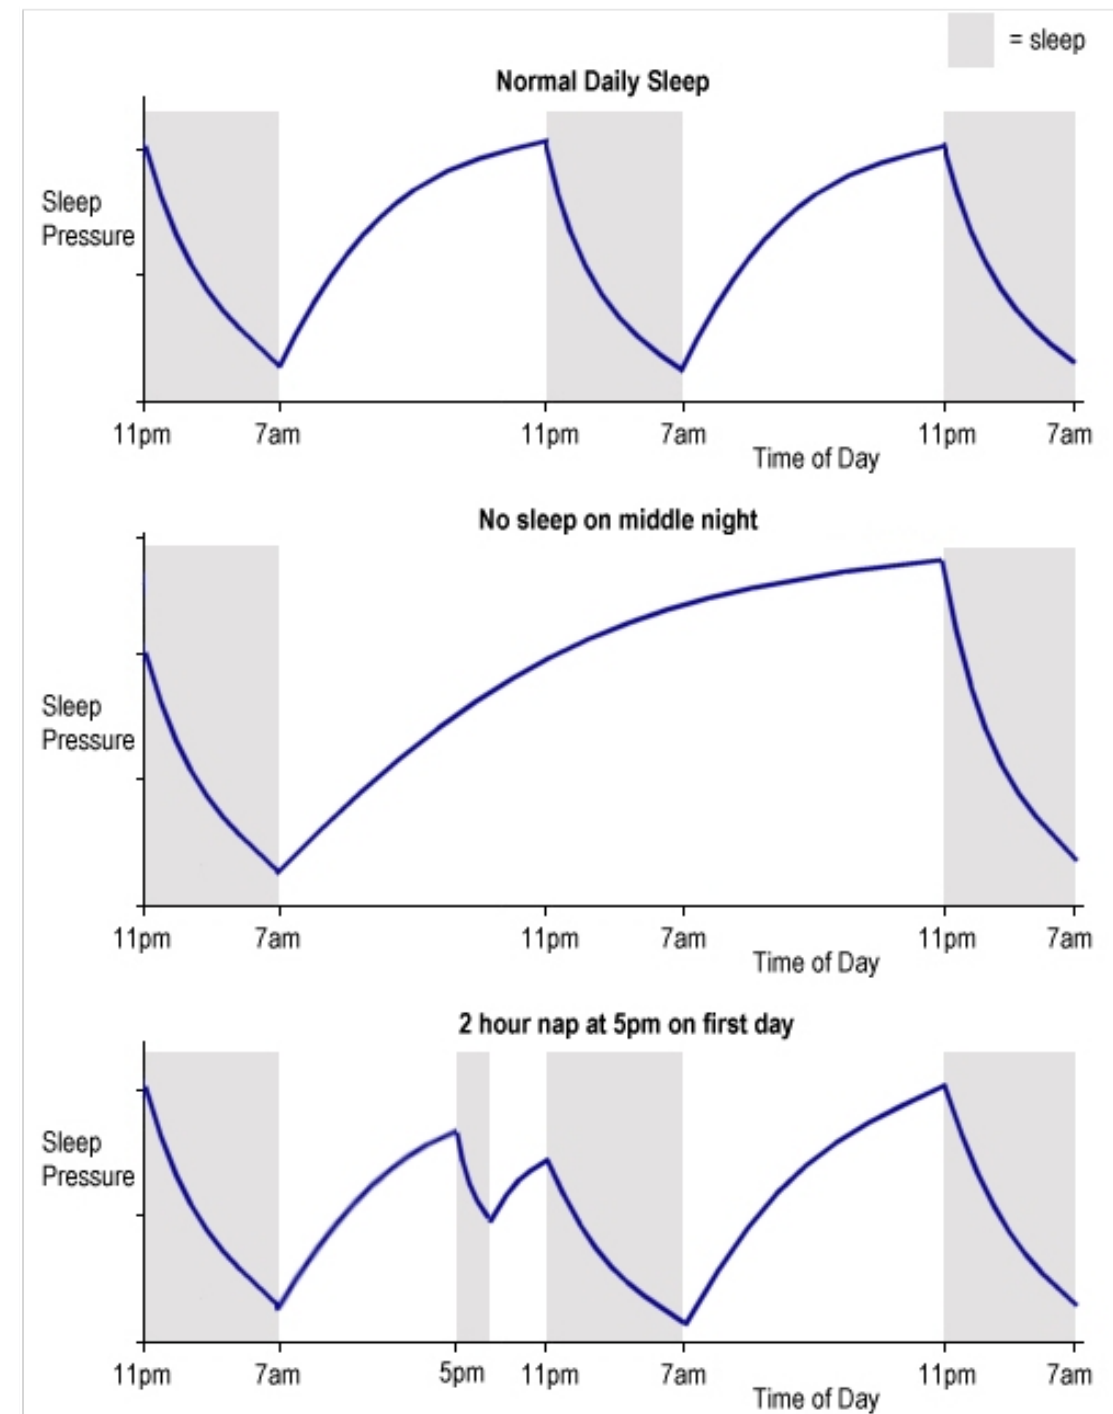 = sleep
Normal Daily Sleep
Sleep
Pressure
11pm 7am 11pm 7am 11pm 7am
Time of Day
No sleep on middle night
Sleep
Pressure
11pm 7am 11pm 7am 11pm 7am
Time of Day
2 hour nap at 5pm on first day
Sleep
Pressure
11pm 7am 5pm 11pm 7am 11pm 7am
Time of Day